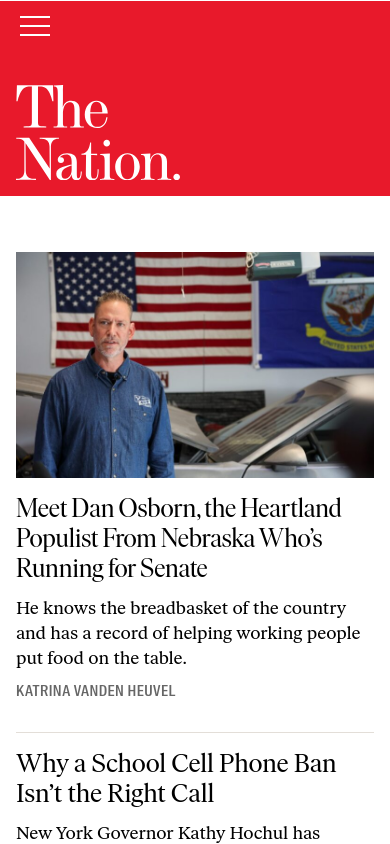 The
Nation.
UNITED STATES N
Meet Dan Osborn, the Heartland
Populist From Nebraska Who’s
Running for Senate
He knows the breadbasket of the country
and has a record of helping working people
put food on the table.
KATRINA VANDEN HEUVEL
Why a School Cell Phone Ban
Isn’t the Right Call
New York Governor Kathy Hochul has